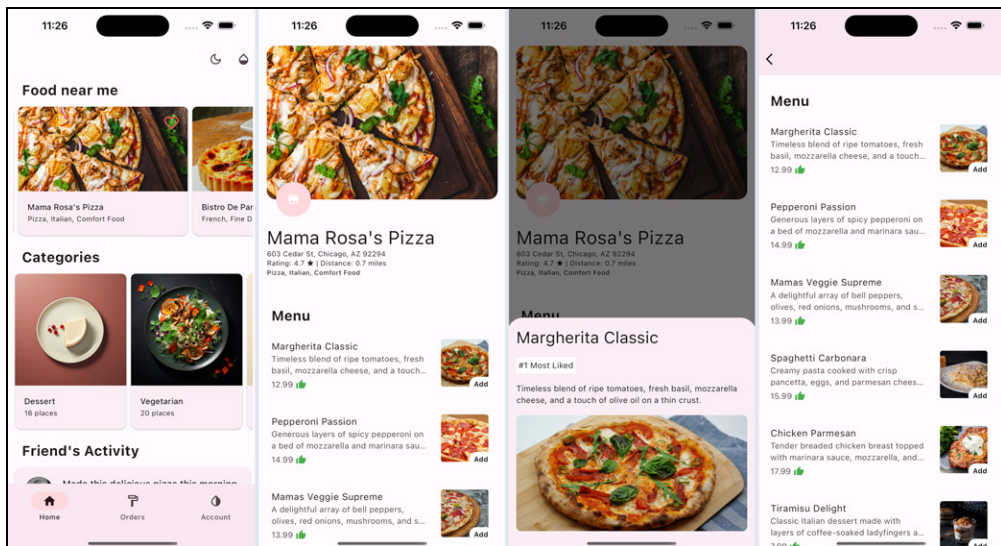 11:26
Food near me
Mama Rosa's Pizza
Pizza, Italian, Comfort Food
Bistro De Par
French, Fine D
Categories
Dessert
16 places
Vegetarian
20 places
Friend's Activity
Made this delicious pizza this morning
Home
Orders
Account
11:26
Mama Rosa's Pizza
603 Cedar St, Chicago, AZ 92294
Rating: 4.7 ★ | Distance: 0.7 miles
Pizza, Italian, Comfort Food
Menu
Margherita Classic
Timeless blend of ripe tomatoes, fresh
basil, mozzarella cheese, and a touch...
12.99
Add
Pepperoni Passion
Generous layers of spicy pepperoni on
a bed of mozzarella and marinara sau...
14.99
Add
Mamas Veggie Supreme
A delightful array of bell peppers,
olives, red onions, mushrooms, and s...
13.99
Add
11:26
Mama Rosa's Pizza
603 Cedar St, Chicago, AZ 92294
Rating: 4.7 ★ | Distance: 0.7 miles
Pizza, Italian, Comfort Food
Menu
Margherita Classic
#1 Most Liked
Timeless blend of ripe tomatoes, fresh basil, mozzarella
cheese, and a touch of olive oil on a thin crust.
11:26
Menu
Margherita Classic
Timeless blend of ripe tomatoes, fresh
basil, mozzarella cheese, and a touch...
12.99
Add
Pepperoni Passion
Generous layers of spicy pepperoni on
a bed of mozzarella and marinara sau...
14.99
Add
Mamas Veggie Supreme
A delightful array of bell peppers,
olives, red onions, mushrooms, and s...
13.99
Add
Spaghetti Carbonara
Creamy pasta cooked with crisp
pancetta, eggs, and parmesan chees...
15.99
Add
Chicken Parmesan
Tender breaded chicken breast topped
with marinara sauce, mozzarella, and...
17.99
Add
Tiramisu Delight
Classic Italian dessert made with
layers of coffee-soaked ladyfingers a...
7.99
Add